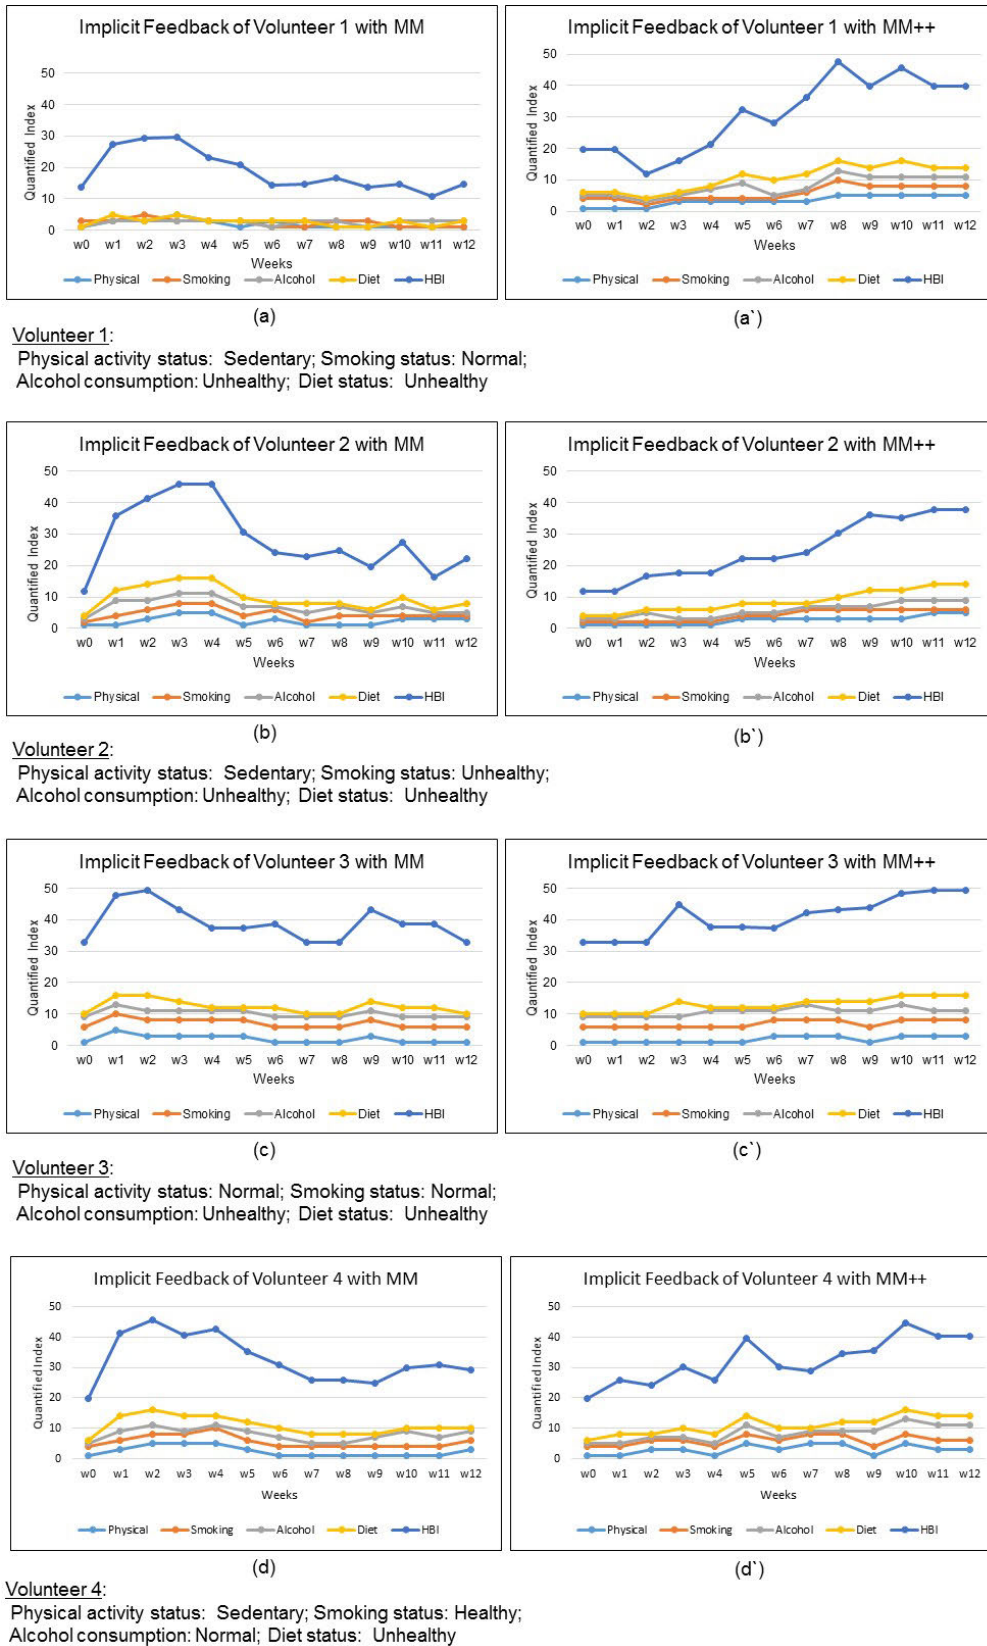 Implicit Feedback of Volunteer 1 with MM
Quantified Index
50
40
30
20
10
0
w0 w1 w2 w3 w4 w5 w6 w7 w8 w9 w10 w11 w12
Weeks
Physical Smoking Alcohol Diet HBI
(a)
Implicit Feedback of Volunteer 1 with MM++
Quantified Index
50
40
30
20
10
0
w0 w1 w2 w3 w4 w5 w6 w7 w8 w9 w10 w11 w12
Weeks
Physical Smoking Alcohol Diet HBI
(a`)
Volunteer 1:
Physical activity status: Sedentary; Smoking status: Normal;
Alcohol consumption: Unhealthy; Diet status: Unhealthy
Implicit Feedback of Volunteer 2 with MM
Quantified Index
50
40
30
20
10
0
w0 w1 w2 w3 w4 w5 w6 w7 w8 w9 w10 w11 w12
Weeks
Physical Smoking Alcohol Diet HBI
(b)
Implicit Feedback of Volunteer 2 with MM++
Quantified Index
50
40
30
20
10
0
w0 w1 w2 w3 w4 w5 w6 w7 w8 w9 w10 w11 w12
Weeks
Physical Smoking Alcohol Diet HBI
(b`)
Volunteer 2:
Physical activity status: Sedentary; Smoking status: Unhealthy;
Alcohol consumption: Unhealthy; Diet status: Unhealthy
Implicit Feedback of Volunteer 3 with MM
Quantified Index
50
40
30
20
10
0
w0 w1 w2 w3 w4 w5 w6 w7 w8 w9 w10 w11 w12
Weeks
Physical Smoking Alcohol Diet HBI
(c)
Implicit Feedback of Volunteer 3 with MM++
Quantified Index
50
40
30
20
10
0
w0 w1 w2 w3 w4 w5 w6 w7 w8 w9 w10 w11 w12
Weeks
Physical Smoking Alcohol Diet HBI
(c`)
Volunteer 3:
Physical activity status: Normal; Smoking status: Normal;
Alcohol consumption: Unhealthy; Diet status: Unhealthy
Implicit Feedback of Volunteer 4 with MM
Quantified Index
50
40
30
20
10
0
w0 w1 w2 w3 w4 w5 w6 w7 w8 w9 w10 w11 w12
Weeks
Physical Smoking Alcohol Diet HBI
(d)
Implicit Feedback of Volunteer 4 with MM++
Quantified Index
50
40
30
20
10
0
w0 w1 w2 w3 w4 w5 w6 w7 w8 w9 w10 w11 w12
Weeks
Physical Smoking Alcohol Diet HBI
(d`)
Volunteer 4:
Physical activity status: Sedentary; Smoking status: Healthy;
Alcohol consumption: Normal; Diet status: Unhealthy